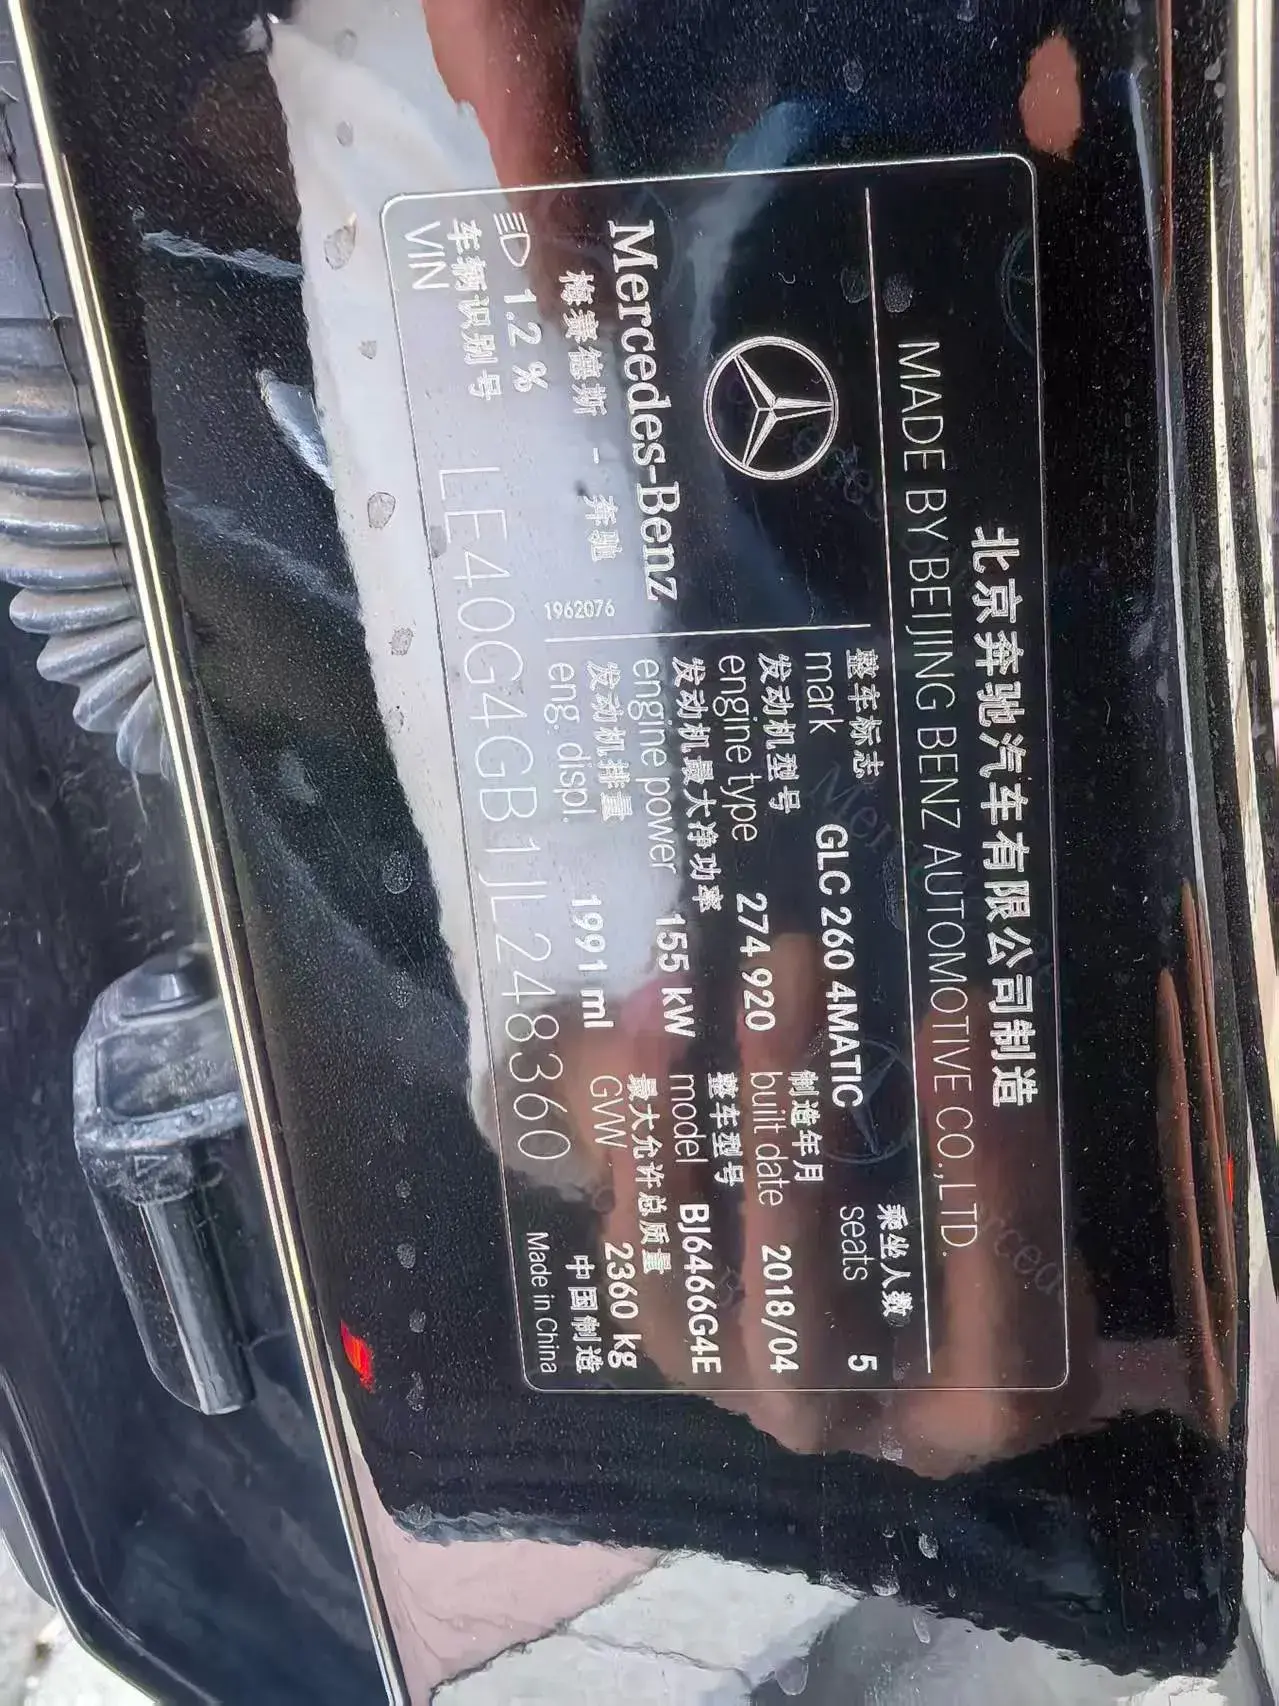 北京奔驰汽车有限公司制造
MADE BY BEIJING BENZ AUTOMOTIVE CO.,LTD.
整车标志
mark GLC 260 4MATIC
乘坐人数
seats 5
发动机型号
engine type 274 920
制造年月
built date 2018/04
发动机最大净功率
engine power 155 kW
整车型号
model BJ6466G4E
发动机排量
eng. displ. 1991 ml
最大允许总质量
GVW 2360 kg
Mercedes-Benz
梅赛德斯 - 奔驰
1962076
1.2 %
车辆识别号
VIN LE40G4GB1JL248360
中国制造
Made in China